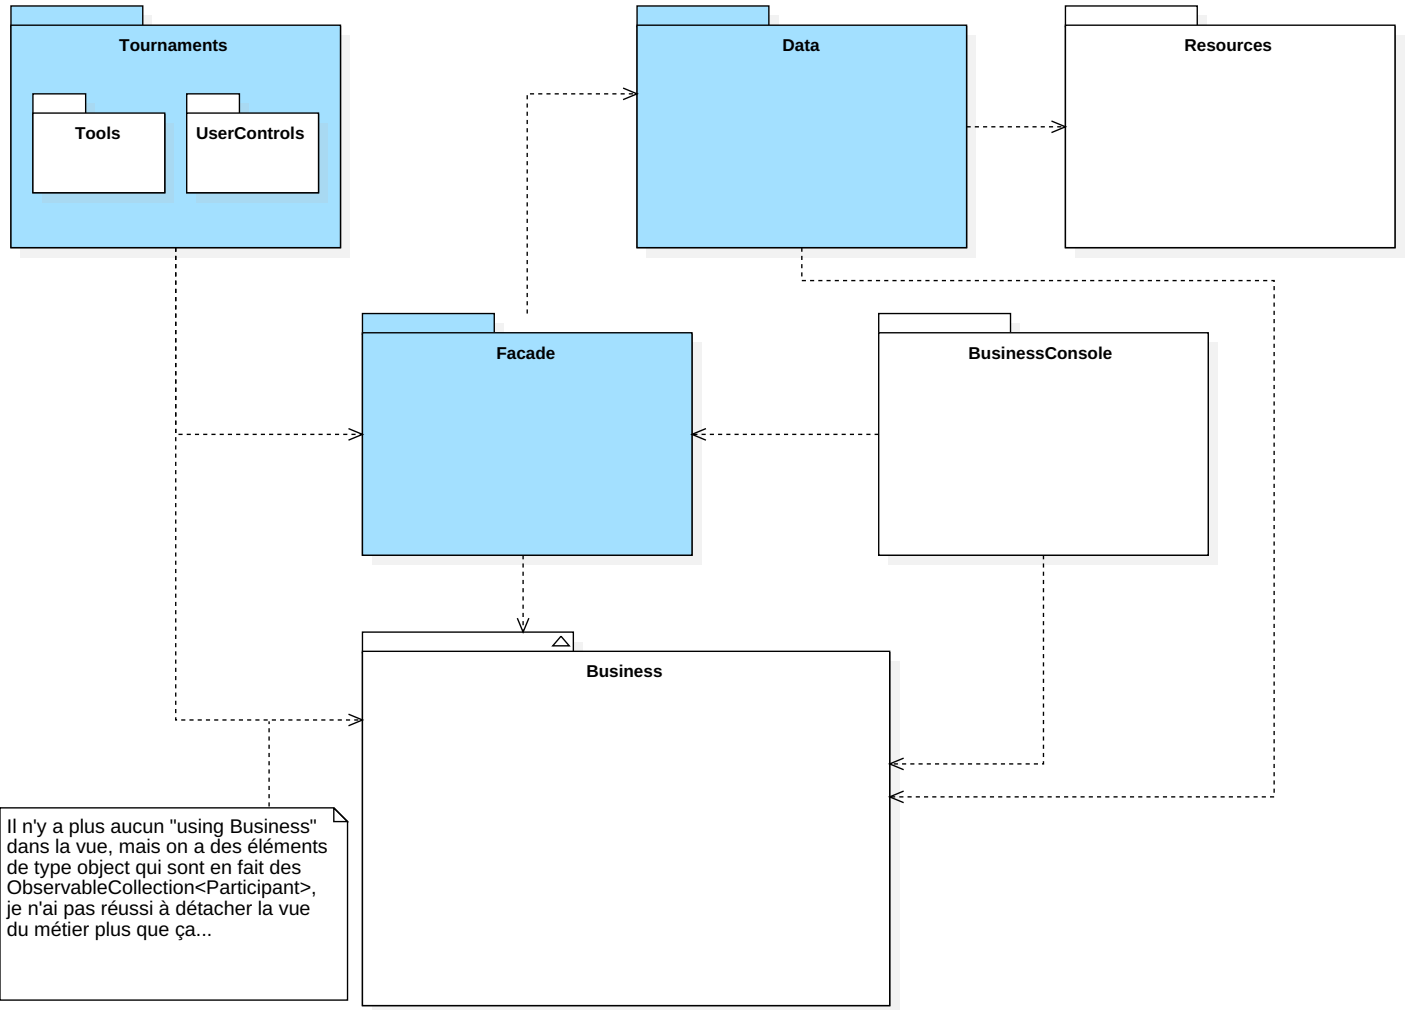 Tournaments
Data
Resources
Tools
UserControls
Facade
BusinessConsole
Business
Il n'y a plus aucun "using Business"
dans la vue, mais on a des éléments
de type object qui sont en fait des
ObservableCollection<Participant>,
je n'ai pas réussi à détacher la vue
du métier plus que ça...